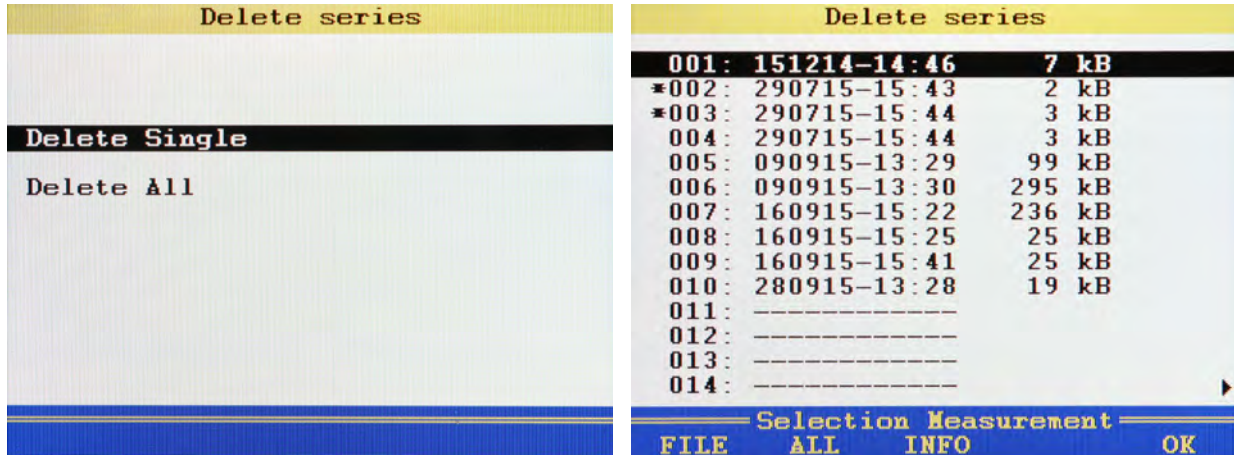 Delete series
Delete Single
Delete All
Delete series
001: 151214-14:46 7 kB
*002: 290715-15:43 2 kB
*003: 290715-15:44 3 kB
004: 290715-15:44 3 kB
005: 090915-13:29 99 kB
006: 090915-13:30 295 kB
007: 160915-15:22 236 kB
008: 160915-15:25 25 kB
009: 160915-15:41 25 kB
010: 280915-13:28 19 kB
011: ------------
012: ------------
013: ------------
014: ------------
Selection Measurement
FILE ALL INFO OK